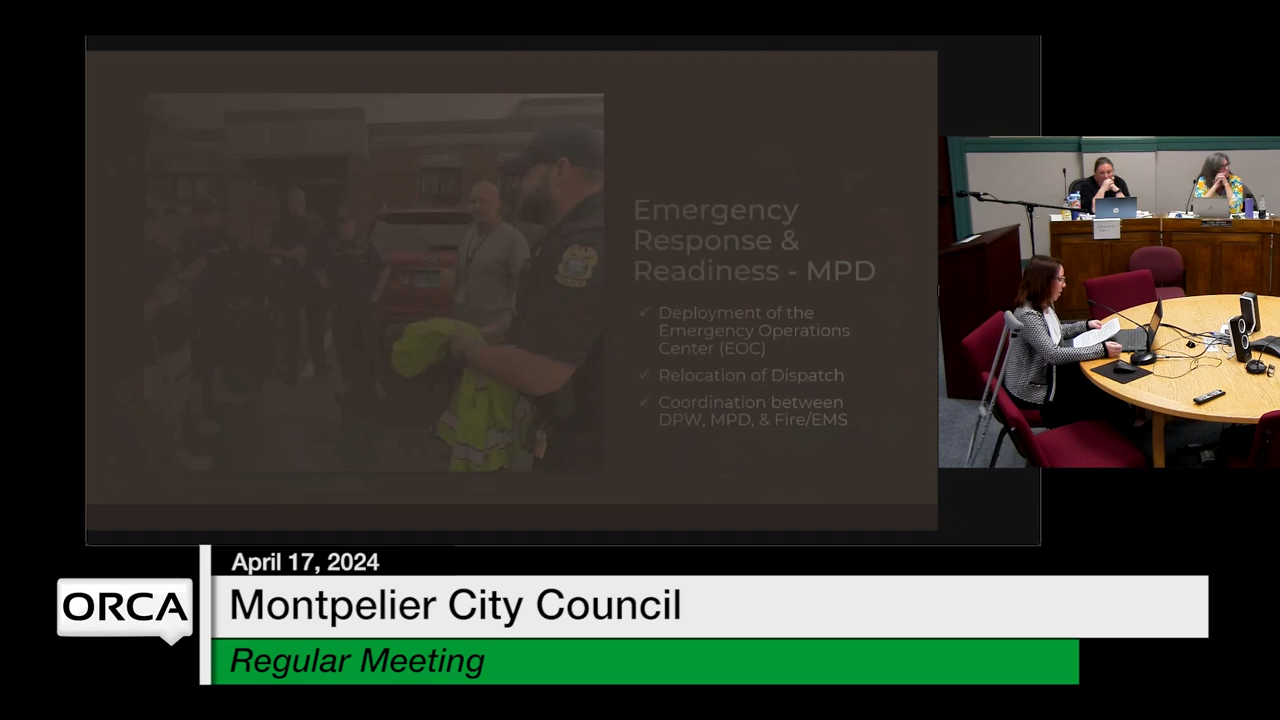 Emergency
Response &
Readiness - MPD
✓ Deployment of the
Emergency Operations
Center (EOC)
✓ Relocation of Dispatch
✓ Coordination between
DPW, MPD, & Fire/EMS
April 17, 2024
ORCA
Montpelier City Council
Regular Meeting